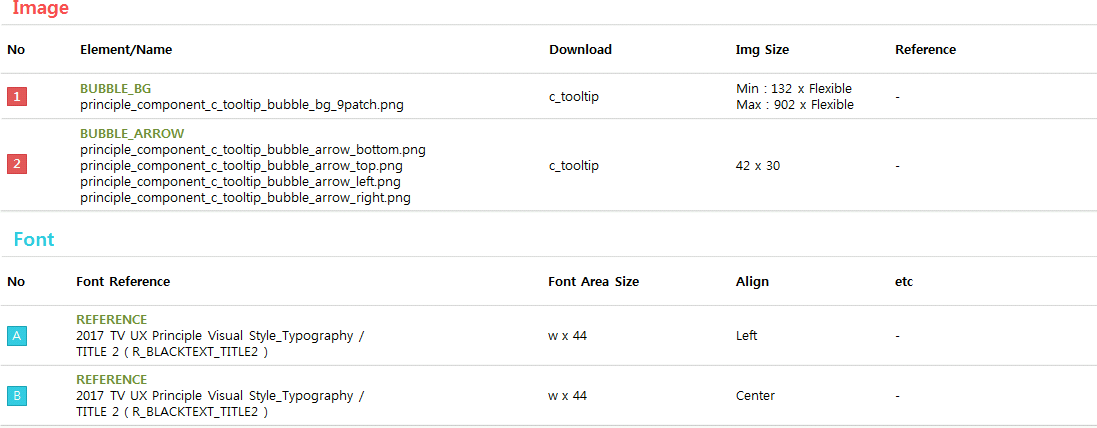 Image
No Element/Name Download Img Size Reference
1 BUBBLE_BG
principle_component_c_tooltip_bubble_bg_9patch.png c_tooltip Min : 132 x Flexible
Max : 902 x Flexible -
2 BUBBLE_ARROW
principle_component_c_tooltip_bubble_arrow_bottom.png
principle_component_c_tooltip_bubble_arrow_top.png c_tooltip 42 x 30 -
principle_component_c_tooltip_bubble_arrow_left.png
principle_component_c_tooltip_bubble_arrow_right.png
Font
No Font Reference Font Area Size Align etc
A REFERENCE
2017 TV UX Principle Visual Style_Typography / w x 44 Left -
TITLE 2 ( R_BLACKTEXT_TITLE2 )
B REFERENCE
2017 TV UX Principle Visual Style_Typography / w x 44 Center -
TITLE 2 ( R_BLACKTEXT_TITLE2 )